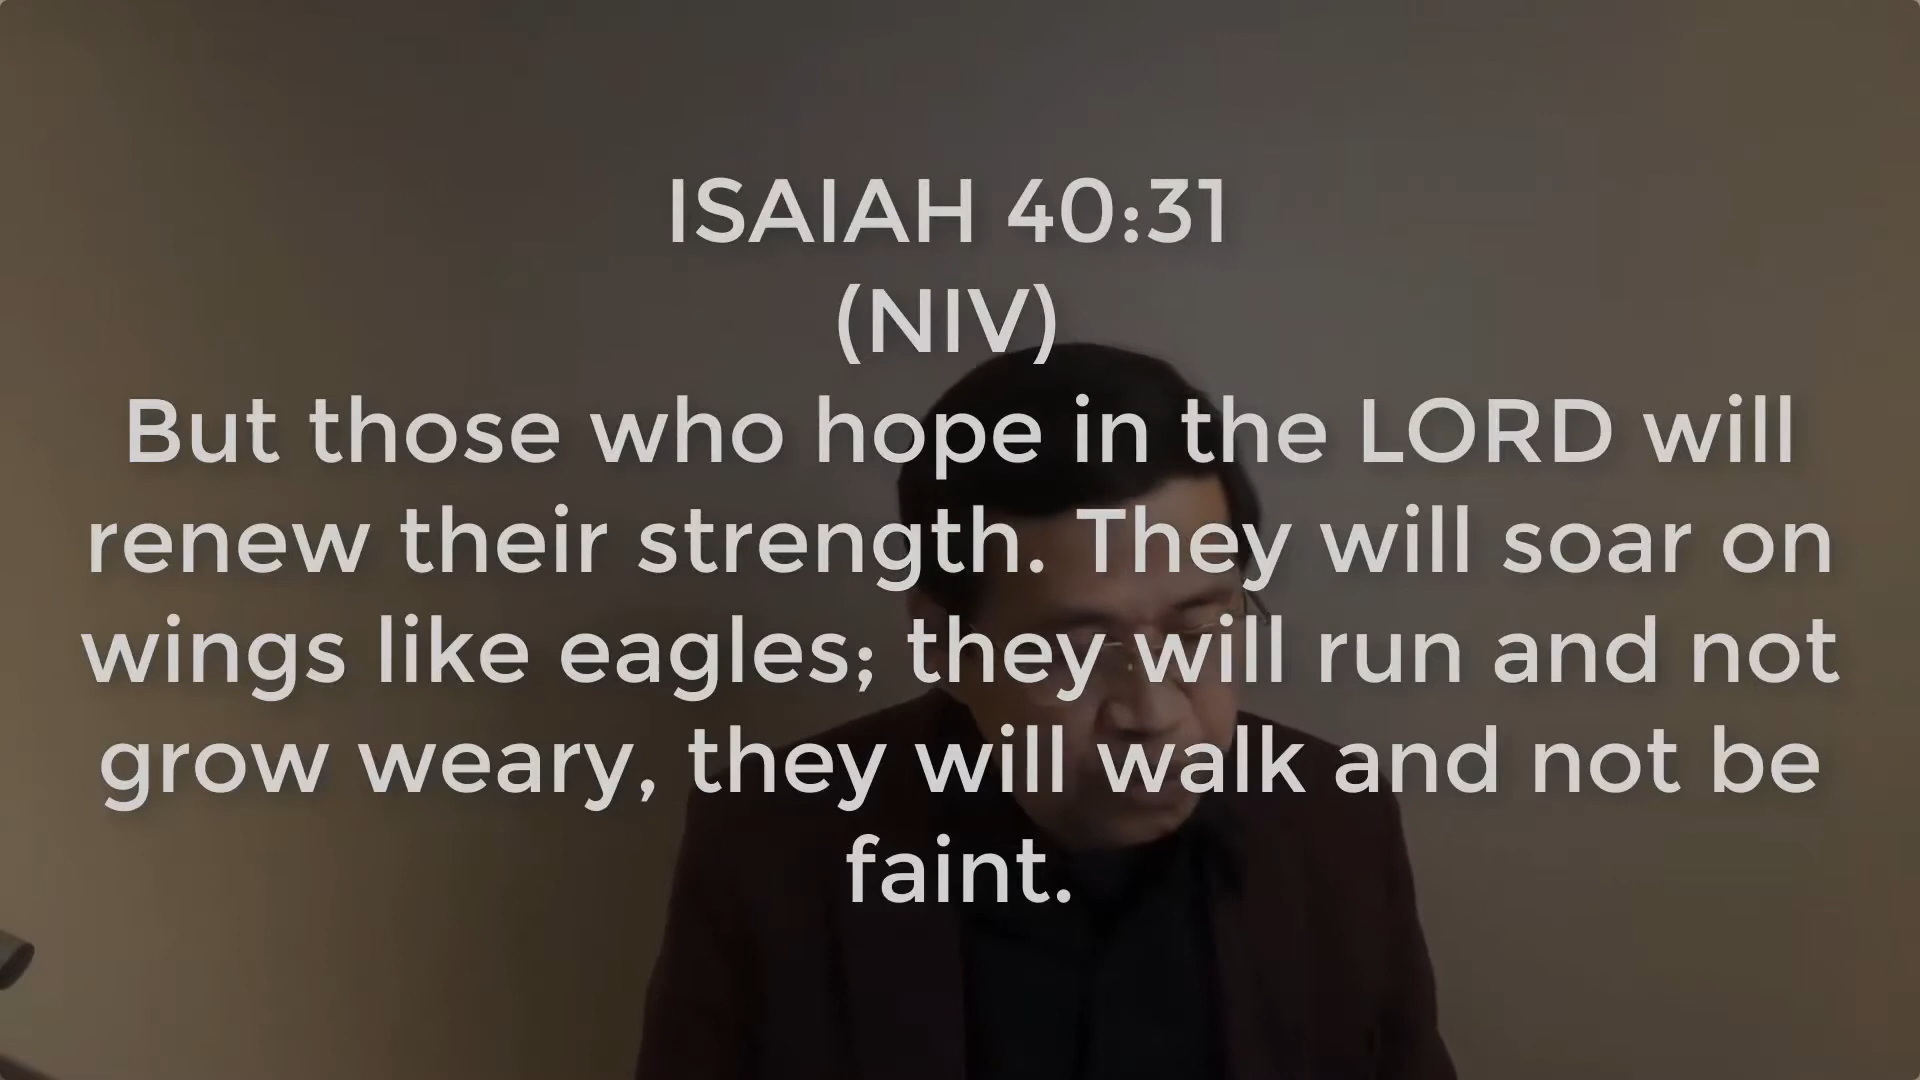 ISAIAH 40:31
(NIV)
But those who hope in the LORD will
renew their strength. They will soar on
wings like eagles; they will run and not
grow weary, they will walk and not be
faint.